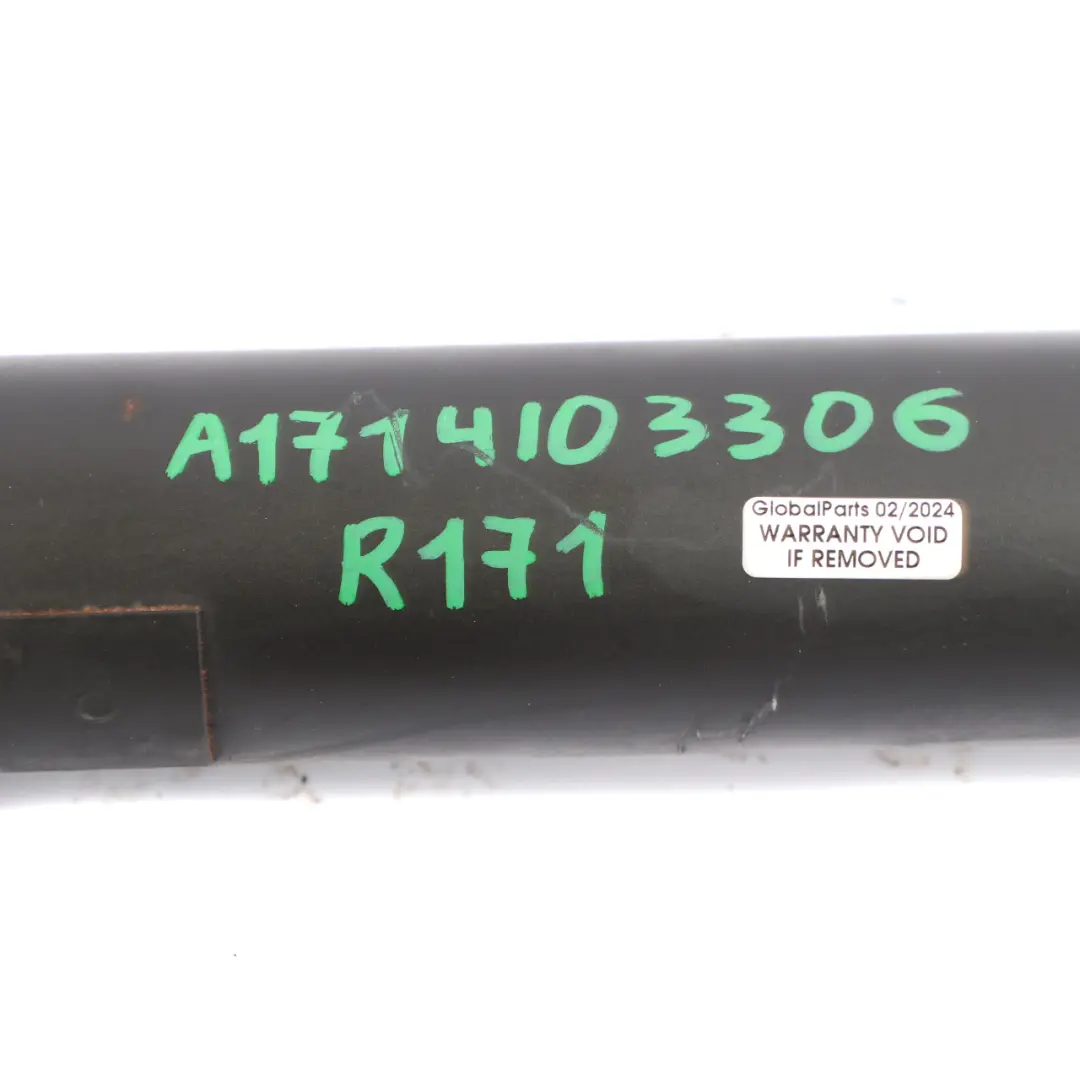 A1714103306
R171
GlobalParts 02/2024
WARRANTY VOID
IF REMOVED